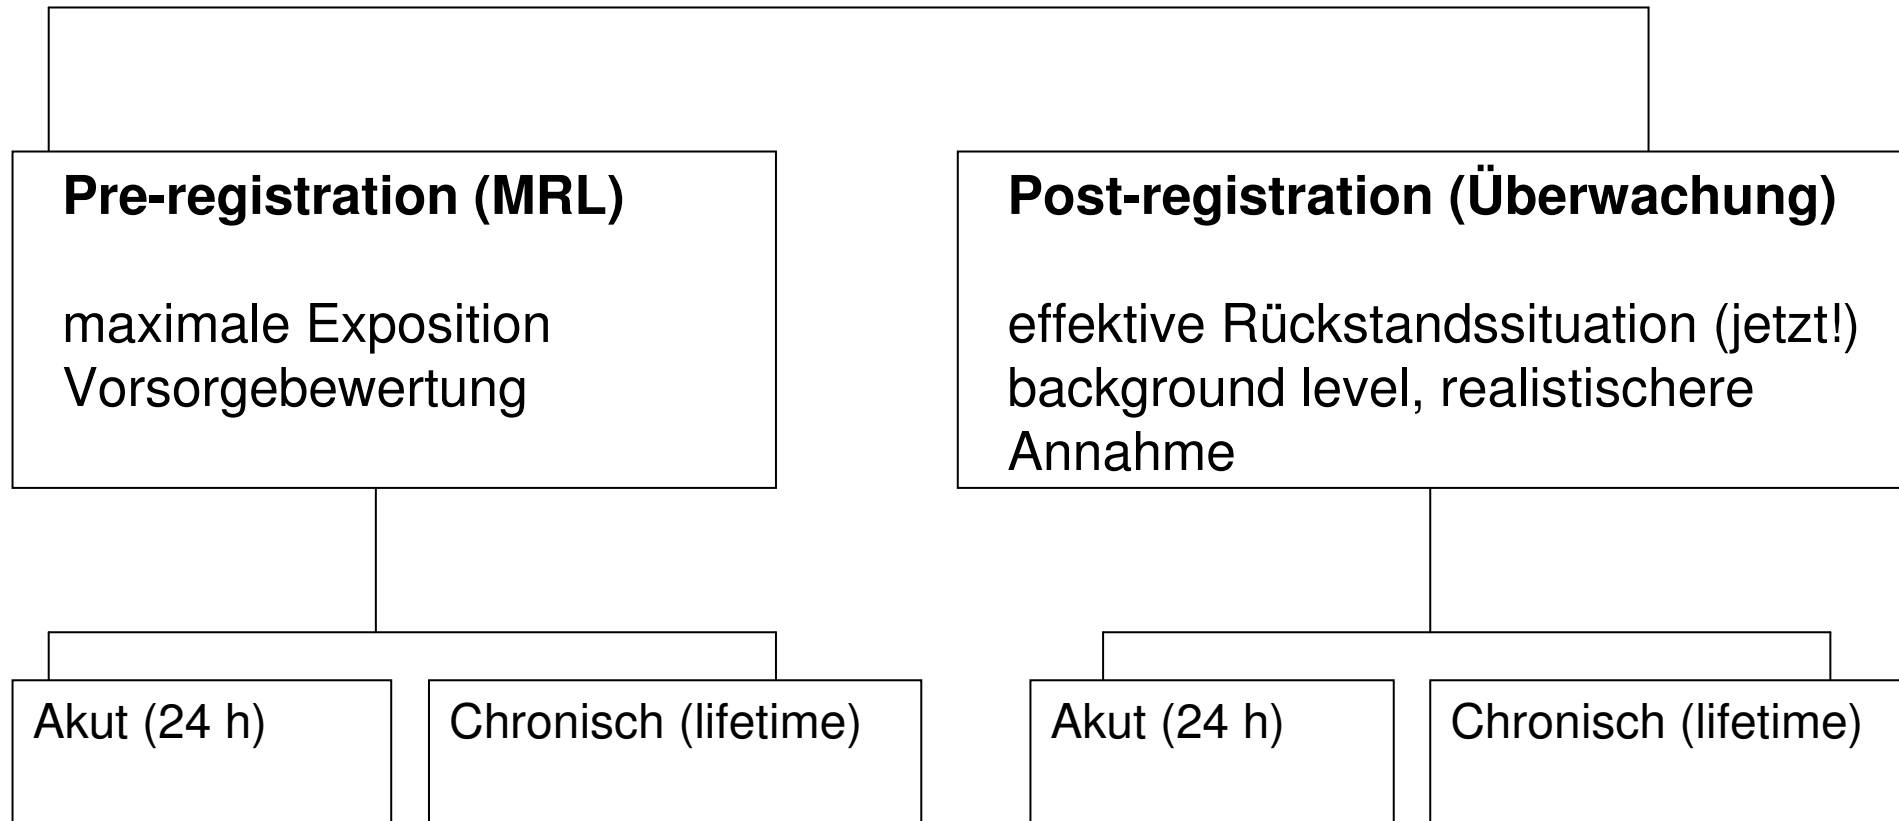 Pre-registration (MRL)
maximale Exposition
Vorsorgebewertung
Post-registration (Überwachung)
effektive Rückstandssituation (jetzt!)
background level, realistischere
Annahme
Akut (24 h)
Chronisch (lifetime)
Akut (24 h)
Chronisch (lifetime)